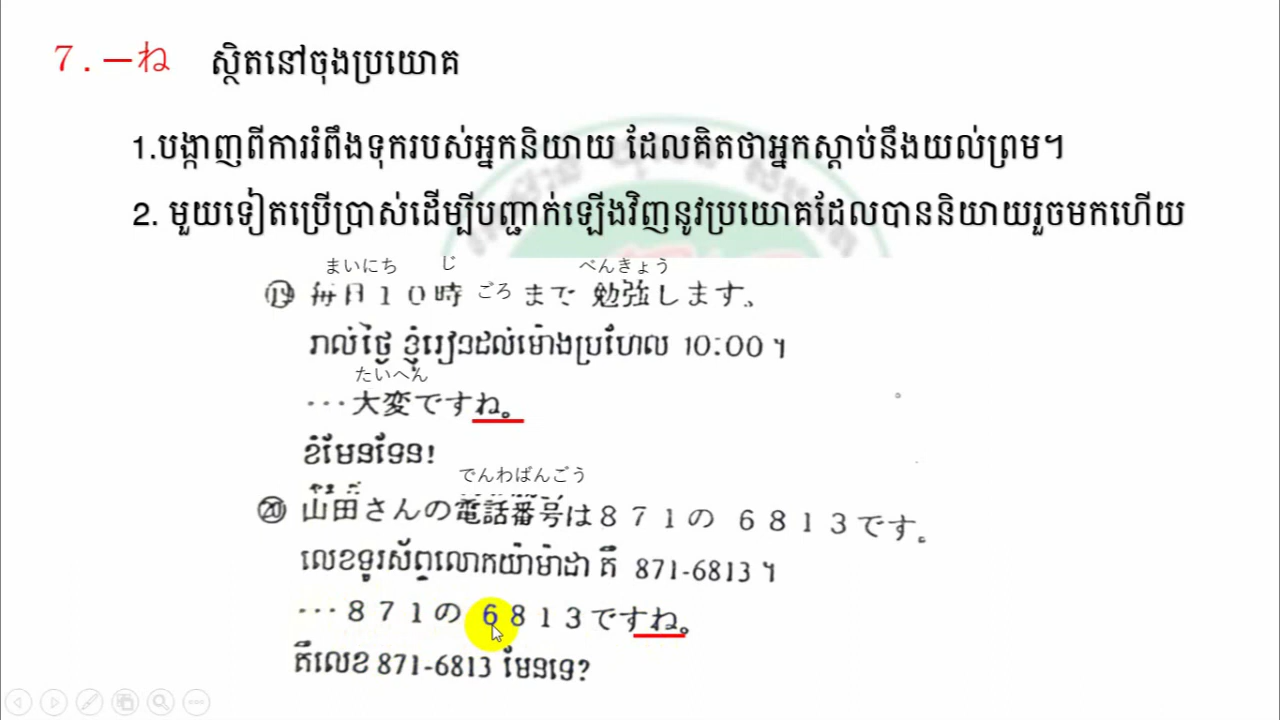 7.一ね ស្ថិតនៅចុងប្រយោគ
1.បង្ហាញពីការរំពឹងទុករបស់អ្នកនិយាយ ដែលគិតថាអ្នកស្តាប់នឹងយល់ព្រម។
2. មួយទៀតប្រើប្រាស់ដើម្បីបញ្ជាក់ឡើងវិញនូវប្រយោគដែលបាននិយាយរួចមកហើយ
まいにち じ べんきょう
⑲ 毎日10時 ごろ まで 勉強します。
រាល់ថ្ងៃ ខ្ញុំរៀនដល់ម៉ោងប្រហែល 10:00 ។
たいへん
･･･大変ですね。
ខំមែនទែន!
でんわばんごう
⑳ 山田さんの電話番号は871の 6813です。
លេខទូរស័ព្ទលោកយ៉ាម៉ាដា គឺ 871-6813 ។
･･･871の 6813ですね。
គឺលេខ 871-6813 មែនទេ?